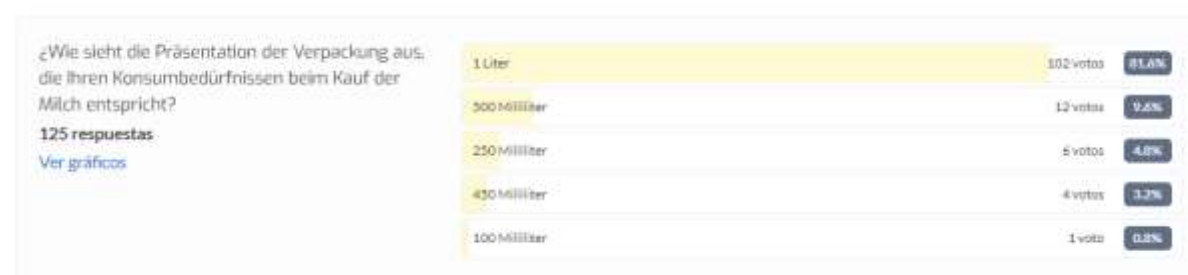 ¿Wie sieht die Präsentation der Verpackung aus,
die Ihren Konsumbedürfnissen beim Kauf der
Milch entspricht?
125 respuestas
Ver gráficos
1 Liter 102 votos 81.6%
500 Milliliter 12 votos 9.6%
250 Milliliter 6 votos 4.8%
450 Milliliter 4 votos 3.2%
100 Milliliter 1 voto 0.8%